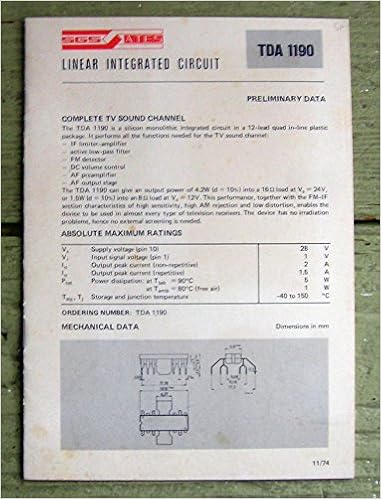 SGS-ATES
LINEAR INTEGRATED CIRCUIT
TDA 1190
PRELIMINARY DATA
COMPLETE TV SOUND CHANNEL
The TDA 1190 is a silicon monolithic integrated circuit in a 12-lead quad in-line plastic
package. It performs all the functions needed for the TV sound channel:
– IF limiter-amplifier
– active low-pass filter
– FM detector
– DC volume control
– AF preamplifier
– AF output stage
The TDA 1190 can give an output power of 4.2W (d = 10%) into a 16Ω load at Vs = 24V,
or 1.5W (d = 10%) into an 8Ω load at Vs = 12V. This performance, together with the FM-IF
section characteristics of high sensitivity, high AM rejection and low distortion, enables the
device to be used in almost every type of television receivers. The device has no irradiation
problems, hence no external screening is needed.
ABSOLUTE MAXIMUM RATINGS
Vs Supply voltage (pin 10) 28 V
Vi Input signal voltage (pin 1) 1 V
Io Output peak current (non-repetitive) 2 A
Io Output peak current (repetitive) 1.5 A
Ptot Power dissipation: at Ttab = 90°C 5 W
at Tamb = 80°C (free air) 1 W
Tstg, Tj Storage and junction temperature -40 to 150 °C
ORDERING NUMBER: TDA 1190
MECHANICAL DATA
Dimensions in mm
11/74